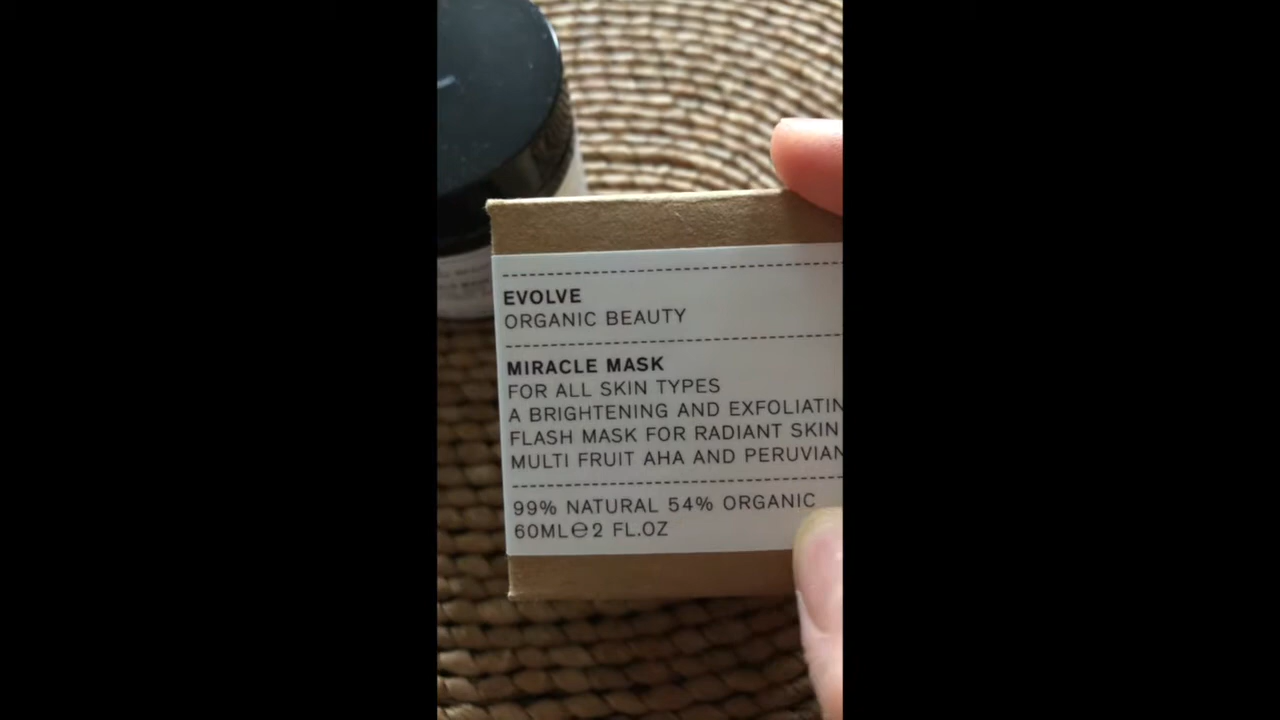 EVOLVE
ORGANIC BEAUTY
MIRACLE MASK
FOR ALL SKIN TYPES
A BRIGHTENING AND EXFOLIATIN
FLASH MASK FOR RADIANT SKIN
MULTI FRUIT AHA AND PERUVIAN
99% NATURAL 54% ORGANIC
60ML℮2 FL.OZ